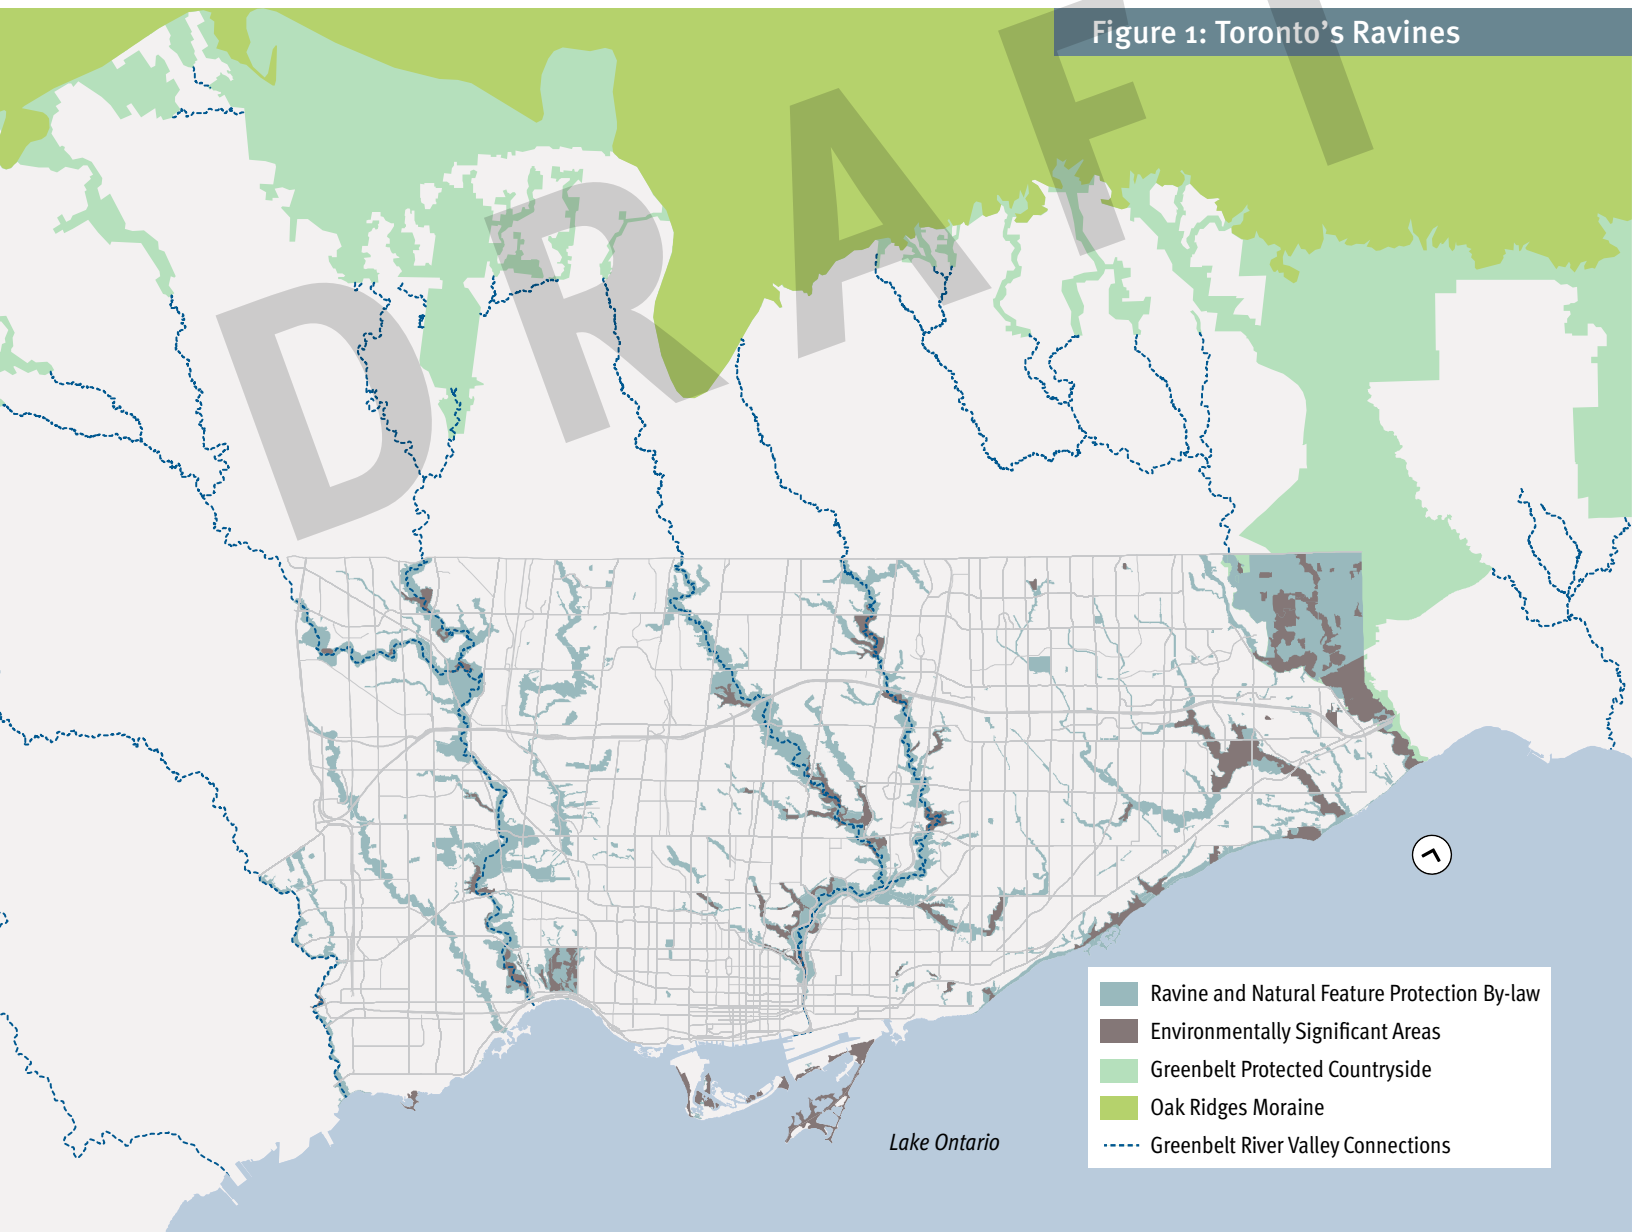 Figure 1: Toronto's Ravines
DRAFT
Ravine and Natural Feature Protection By-law
Environmentally Significant Areas
Greenbelt Protected Countryside
Oak Ridges Moraine
Greenbelt River Valley Connections
Lake Ontario